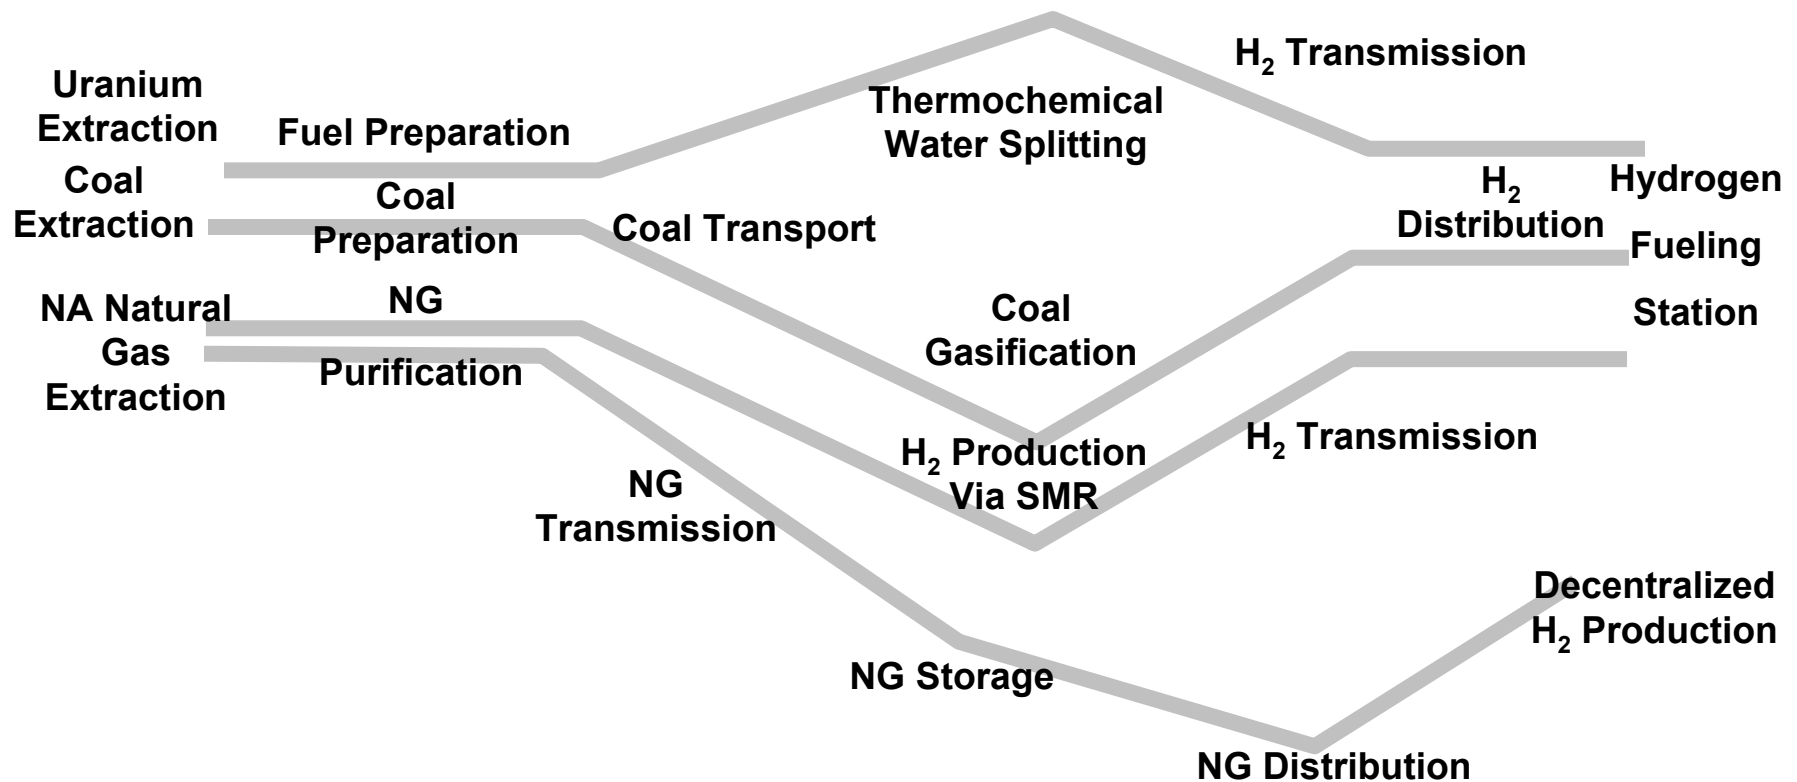 Uranium
Extraction
Fuel Preparation
Thermochemical
Water Splitting
H₂ Transmission
Coal
Extraction
Coal
Preparation
Coal Transport
H₂
Distribution
Hydrogen
Fueling
Station
NA Natural
Gas
Extraction
NG
Purification
Coal
Gasification
H₂ Production
Via SMR
H₂ Transmission
NG
Transmission
NG Storage
NG Distribution
Decentralized
H₂ Production